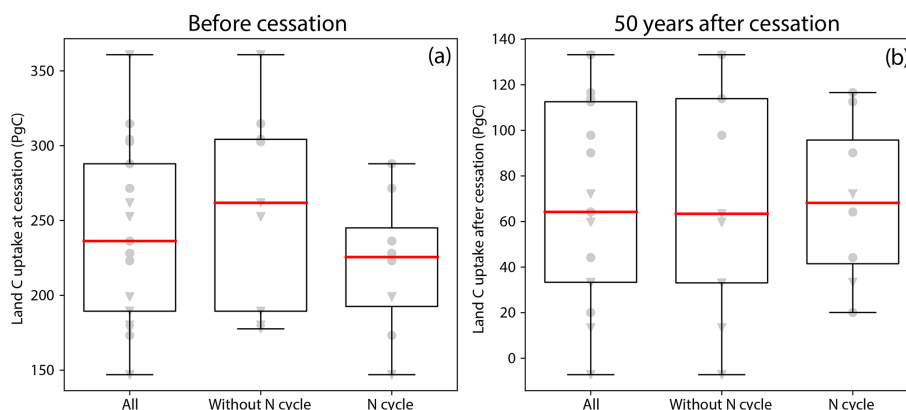 Before cessation
(a)
Land C uptake at cessation (PgC)
350
300
250
200
150
All
Without N cycle
N cycle
50 years after cessation
(b)
Land C uptake after cessation (PgC)
140
120
100
80
60
40
20
0
All
Without N cycle
N cycle